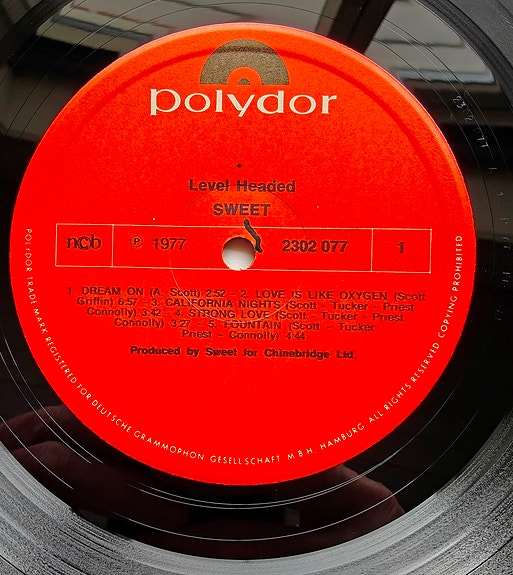 polydor
Level Headed
SWEET
ncb ℗ 1977 2302 077 1
1 DREAM ON (A. Scott) 2:52 – 2. LOVE IS LIKE OXYGEN (Scott
Griffin) 6:57 – 3. CALIFORNIA NIGHTS (Scott – Tucker – Priest
Connolly) 3:42 – 4. STRONG LOVE (Scott – Tucker – Priest
Connolly) 3:27 – 5. FOUNTAIN (Scott – Tucker
Priest – Connolly) 4:44
Produced by Sweet for Chinebridge Ltd.
POLYDOR TRADE MARK REGISTERED FOR DEUTSCHE GRAMMOPHON GESELLSCHAFT M.B.H. HAMBURG ALL RIGHTS RESERVED COPYING PROHIBITED